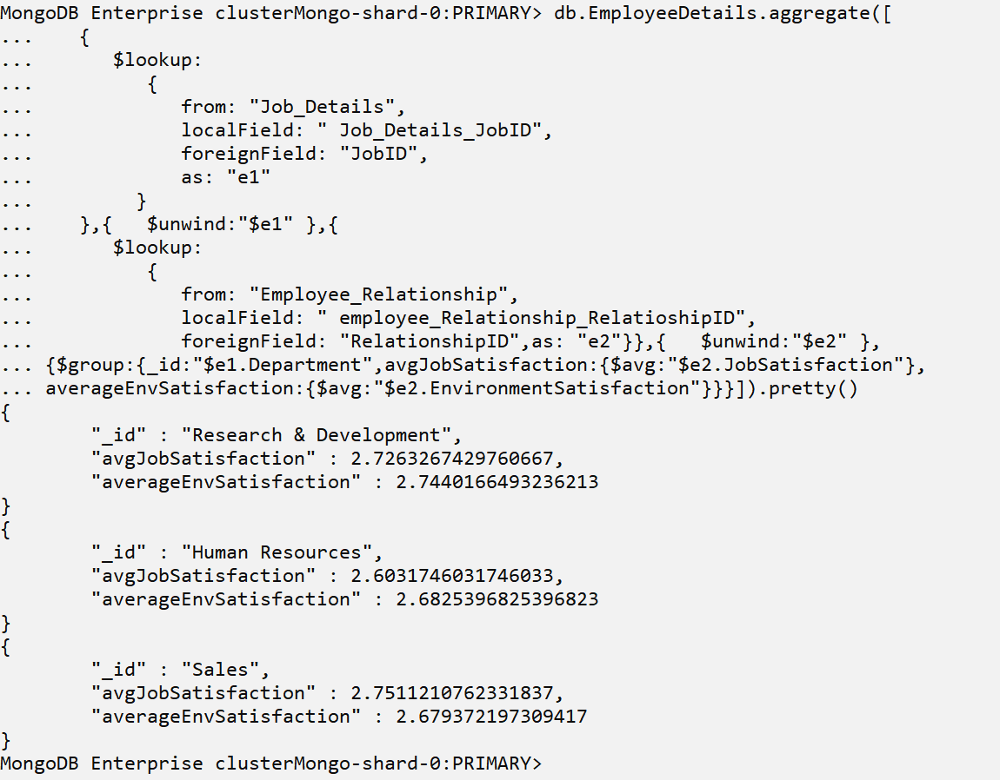 MongoDB Enterprise clusterMongo-shard-0:PRIMARY> db.EmployeeDetails.aggregate([
...    {
...       $lookup:
...          {
...             from: "Job_Details",
...             localField: " Job_Details_JobID",
...             foreignField: "JobID",
...             as: "e1"
...         }
...    },{   $unwind:"$e1" },{
...       $lookup:
...          {
...             from: "Employee_Relationship",
...             localField: " employee_Relationship_RelatioshipID",
...             foreignField: "RelationshipID",as: "e2"}},{   $unwind:"$e2" },
... {$group:{_id:"$e1.Department",avgJobSatisfaction:{$avg:"$e2.JobSatisfaction"},
... averageEnvSatisfaction:{$avg:"$e2.EnvironmentSatisfaction"}}}]).pretty()
{
        "_id" : "Research & Development",
        "avgJobSatisfaction" : 2.7263267429760667,
        "averageEnvSatisfaction" : 2.7440166493236213
}
{
        "_id" : "Human Resources",
        "avgJobSatisfaction" : 2.6031746031746033,
        "averageEnvSatisfaction" : 2.6825396825396823
}
{
        "_id" : "Sales",
        "avgJobSatisfaction" : 2.7511210762331837,
        "averageEnvSatisfaction" : 2.679372197309417
}
MongoDB Enterprise clusterMongo-shard-0:PRIMARY>